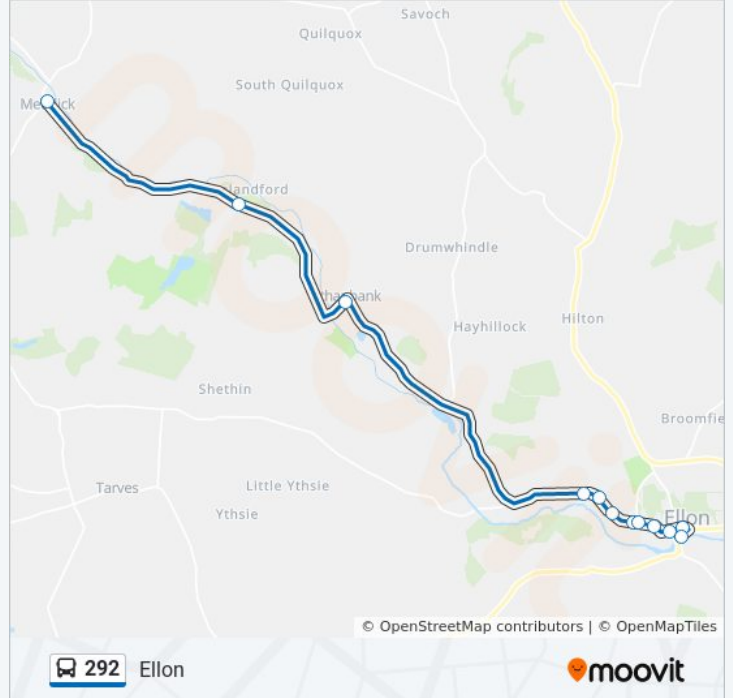 Savoch
Quilquox
South Quilquox
Drumwhindle
Hayhillock
Hilton
Shethin
Broomfie
Tarves
Little Ythsie
Ythsie
Ellon
© OpenStreetMap contributors | © OpenMapTiles
292 Ellon
moovit